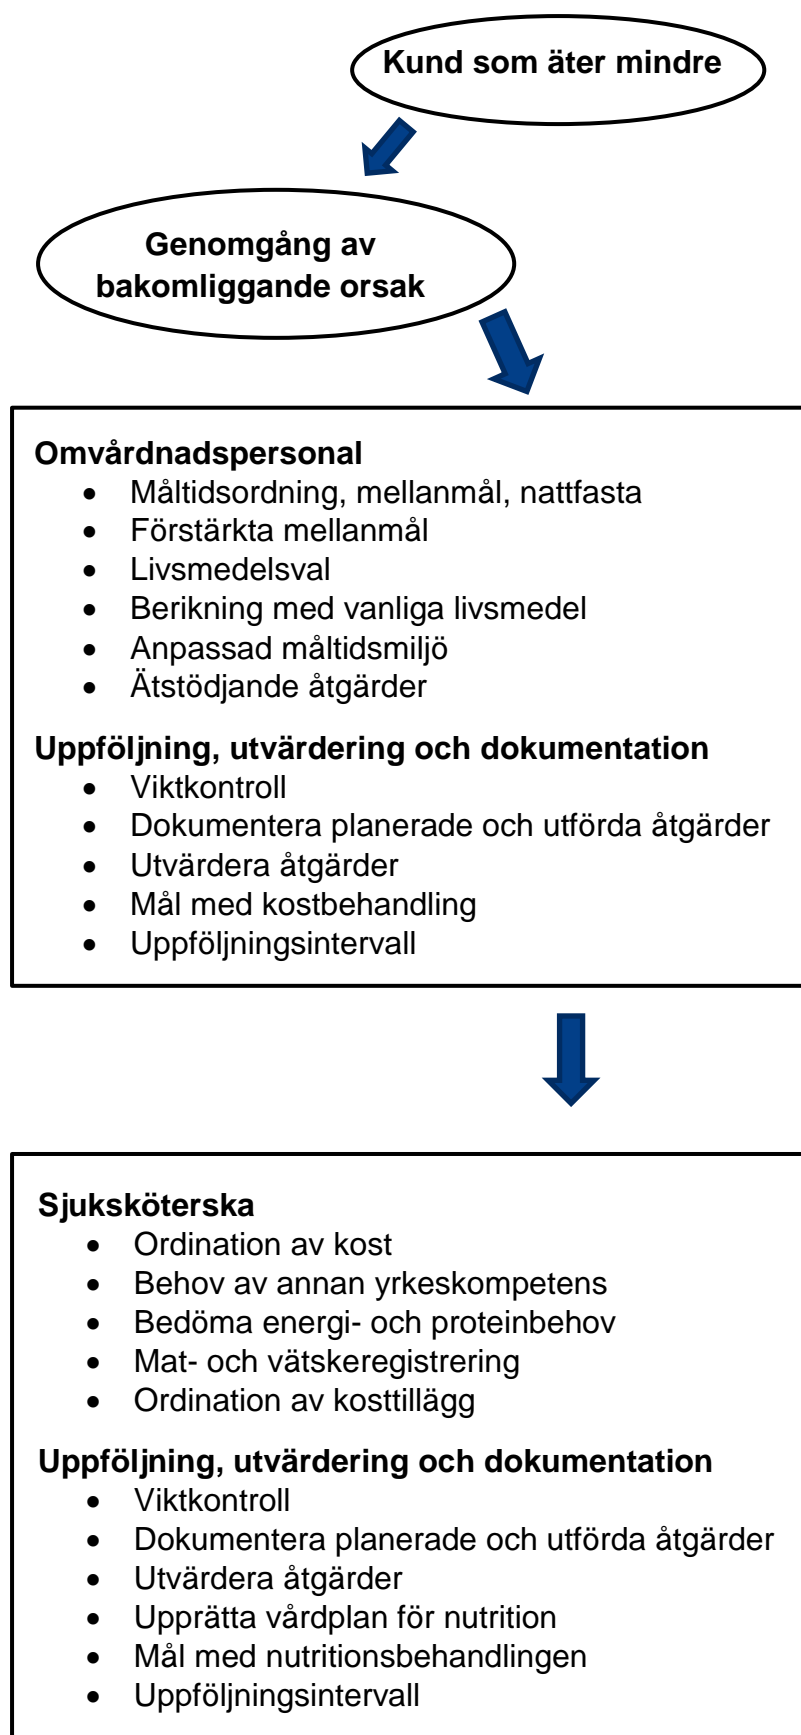 Kund som äter mindre
Genomgång av
bakomliggande orsak
Omvårdnadspersonal
• Måltidsordning, mellanmål, nattfasta
• Förstärkta mellanmål
• Livsmedelsval
• Berikning med vanliga livsmedel
• Anpassad måltidsmiljö
• Ätstödjande åtgärder
Uppföljning, utvärdering och dokumentation
• Viktkontroll
• Dokumentera planerade och utförda åtgärder
• Utvärdera åtgärder
• Mål med kostbehandling
• Uppföljningsintervall
Sjuksköterska
• Ordination av kost
• Behov av annan yrkeskompetens
• Bedöma energi- och proteinbehov
• Mat- och vätskeregistrering
• Ordination av kosttillägg
Uppföljning, utvärdering och dokumentation
• Viktkontroll
• Dokumentera planerade och utförda åtgärder
• Utvärdera åtgärder
• Upprätta vårdplan för nutrition
• Mål med nutritionsbehandlingen
• Uppföljningsintervall